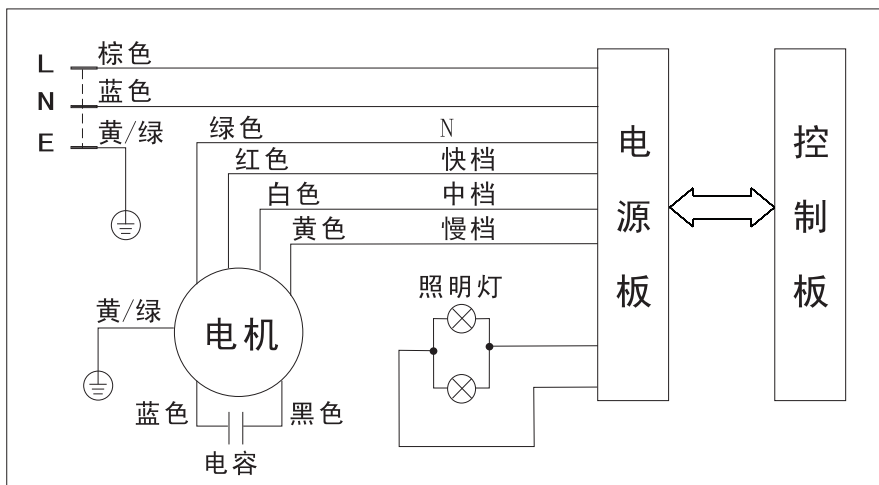 L 棕色
N 蓝色
E 黄/绿
绿色 N
红色 快档
白色 中档
黄色 慢档
电源板
控制板
照明灯
黄/绿
电机
蓝色 黑色
电容